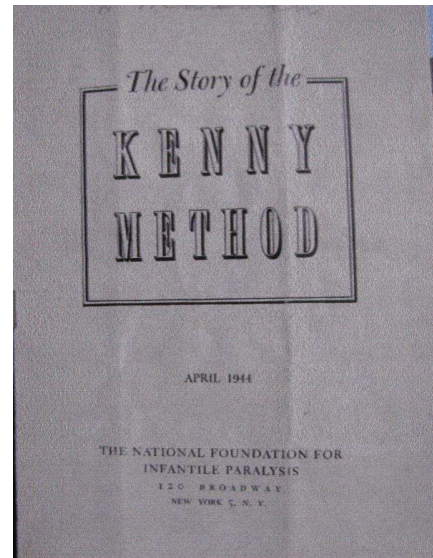 The Story of the
KENNY
METHOD
APRIL 1944
THE NATIONAL FOUNDATION FOR
INFANTILE PARALYSIS
120 BROADWAY
NEW YORK 5, N. Y.